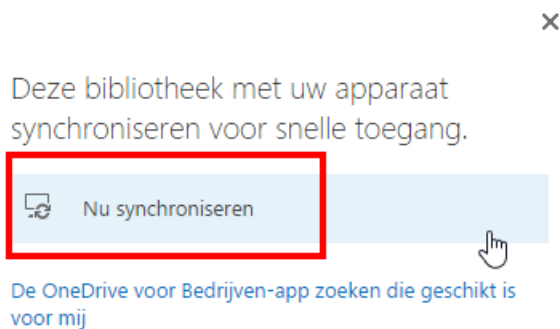 Deze bibliotheek met uw apparaat
synchroniseren voor snelle toegang.
Nu synchroniseren
De OneDrive voor Bedrijven-app zoeken die geschikt is
voor mij